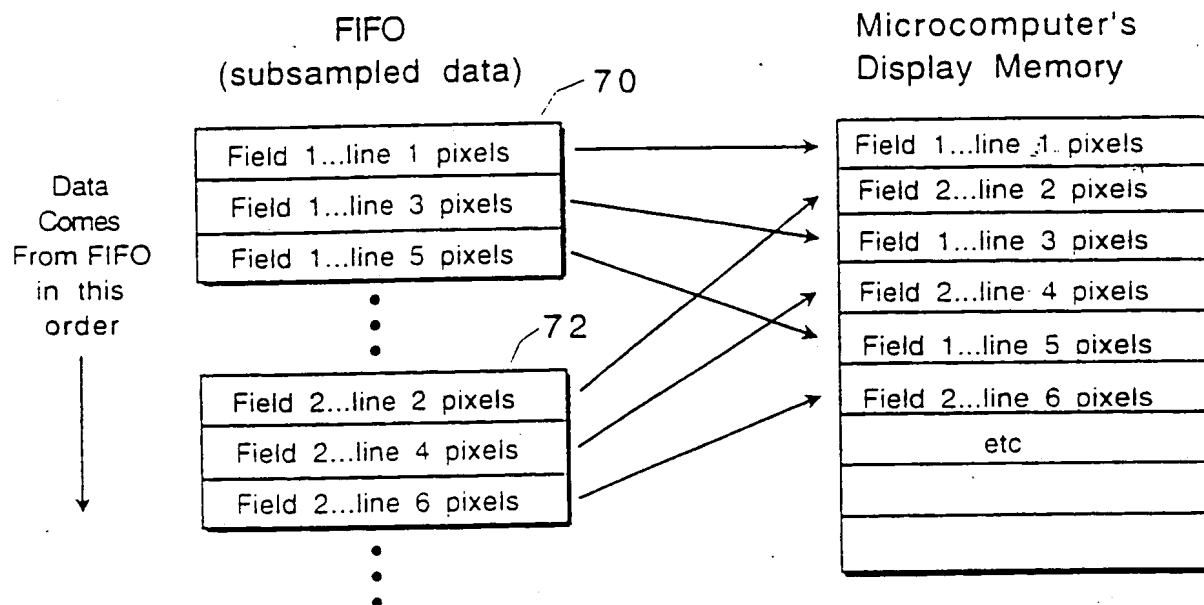 FIFO
(subsampled data)
70
Field 1...line 1 pixels
Field 1...line 3 pixels
Field 1...line 5 pixels
Data
Comes
From FIFO
in this
order
72
Field 2...line 2 pixels
Field 2...line 4 pixels
Field 2...line 6 pixels
Microcomputer's
Display Memory
Field 1...line 1 pixels
Field 2...line 2 pixels
Field 1...line 3 pixels
Field 2...line 4 pixels
Field 1...line 5 pixels
Field 2...line 6 pixels
etc